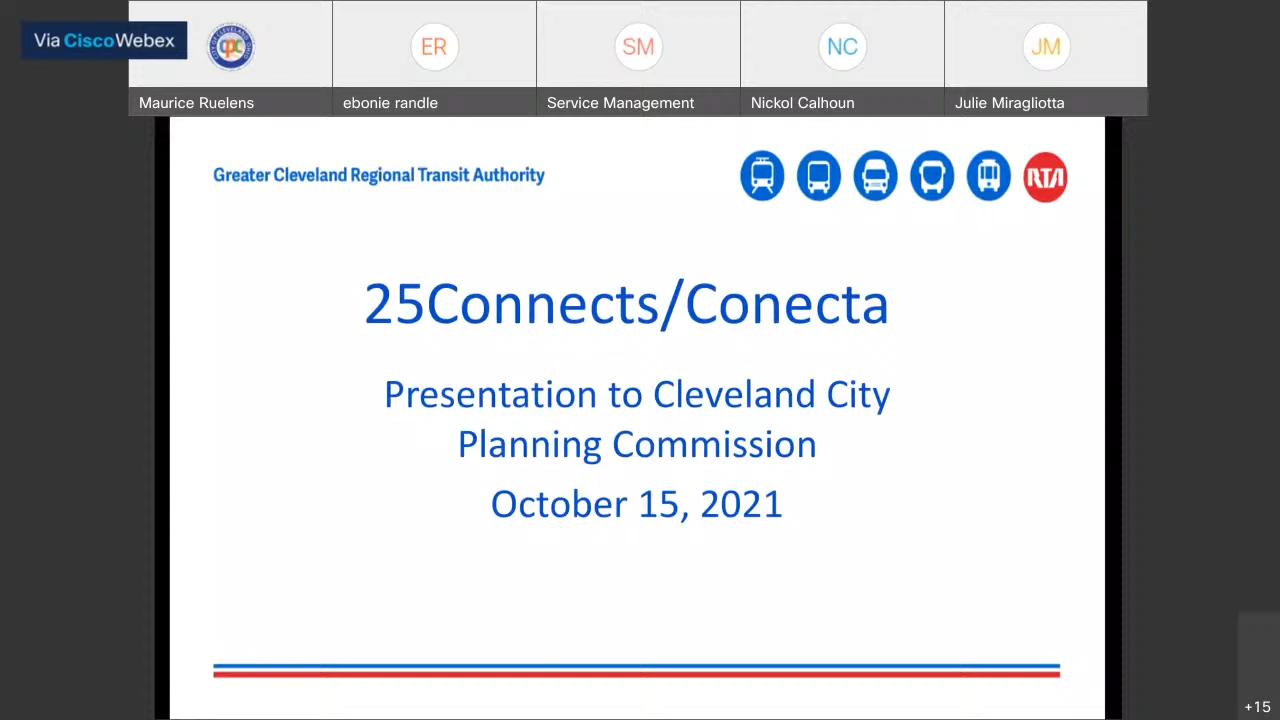 Via CiscoWebex
CPC
ER
SM
NC
JM
Maurice Ruelens
ebonie randle
Service Management
Nickol Calhoun
Julie Miragliotta
Greater Cleveland Regional Transit Authority
RTA
25Connects/Conecta
Presentation to Cleveland City
Planning Commission
October 15, 2021
+15